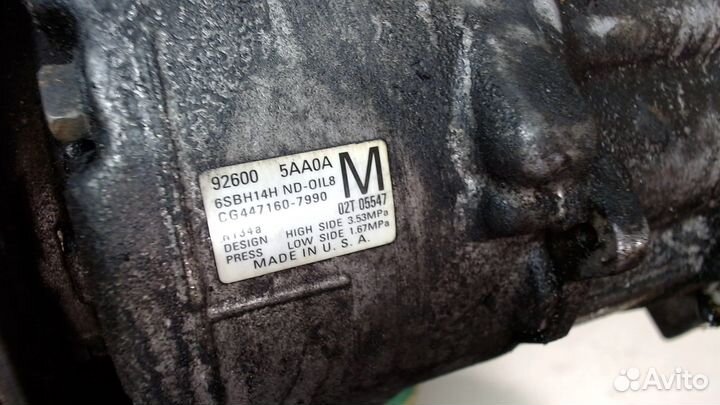 92600 5AA0A
6SBH14H ND-OIL8 M
CG447160-7990 02T 05547
DESIGN HIGH SIDE 3.53MPa
PRESS LOW SIDE 1.67MPa
MADE IN U.S.A.
Avito